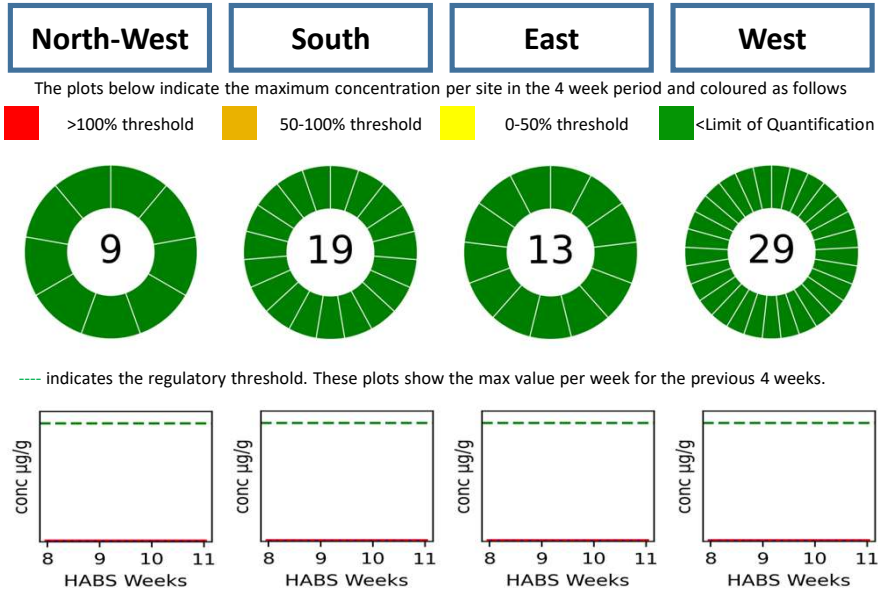 North-West South East West
The plots below indicate the maximum concentration per site in the 4 week period and coloured as follows
>100% threshold 50-100% threshold 0-50% threshold <Limit of Quantification
9 19 13 29
---- indicates the regulatory threshold. These plots show the max value per week for the previous 4 weeks.
conc µg/g conc µg/g conc µg/g conc µg/g
8 9 10 11 8 9 10 11 8 9 10 11 8 9 10 11
HABS Weeks HABS Weeks HABS Weeks HABS Weeks